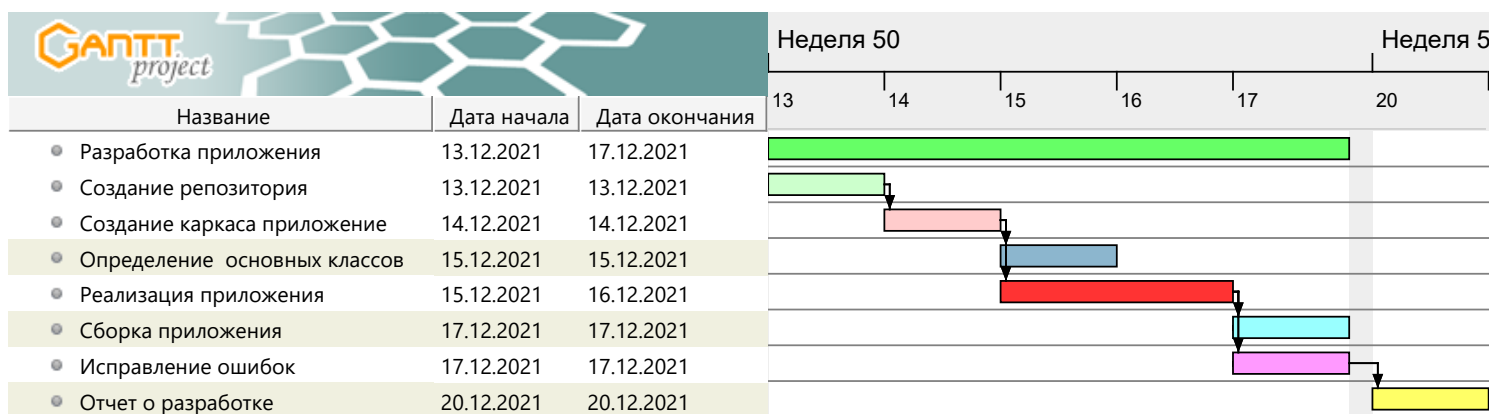 GANTT
project
Неделя 50 Неделя 5
13 14 15 16 17 20
Название Дата начала Дата окончания
Разработка приложения 13.12.2021 17.12.2021
Создание репозитория 13.12.2021 13.12.2021
Создание каркаса приложение 14.12.2021 14.12.2021
Определение основных классов 15.12.2021 15.12.2021
Реализация приложения 15.12.2021 16.12.2021
Сборка приложения 17.12.2021 17.12.2021
Исправление ошибок 17.12.2021 17.12.2021
Отчет о разработке 20.12.2021 20.12.2021